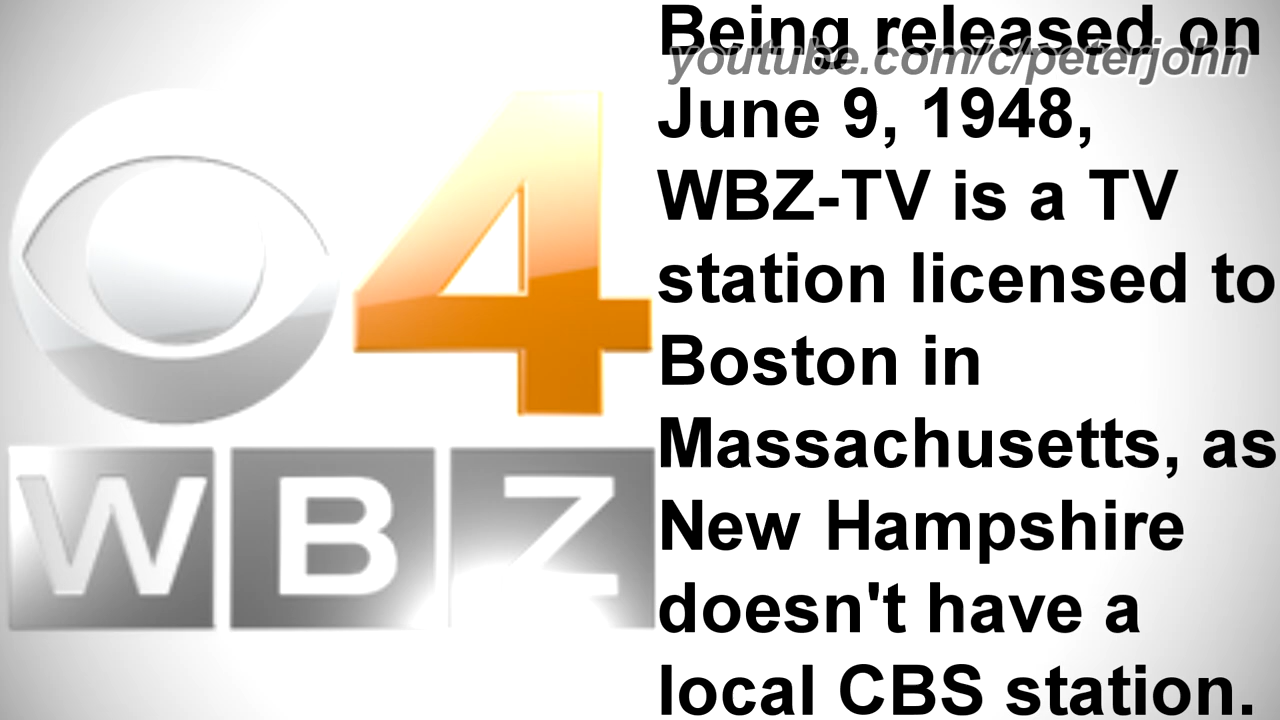 4
WBZ
Being released on
youtube.com/c/peterjohn
June 9, 1948,
WBZ-TV is a TV
station licensed to
Boston in
Massachusetts, as
New Hampshire
doesn't have a
local CBS station.